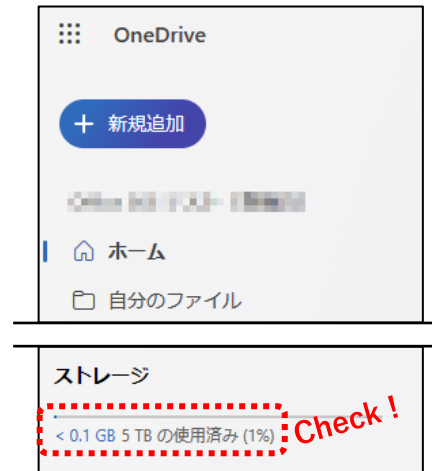 OneDrive
+ 新規追加
ホーム
自分のファイル
ストレージ
< 0.1 GB 5 TB の使用済み (1%)
Check!